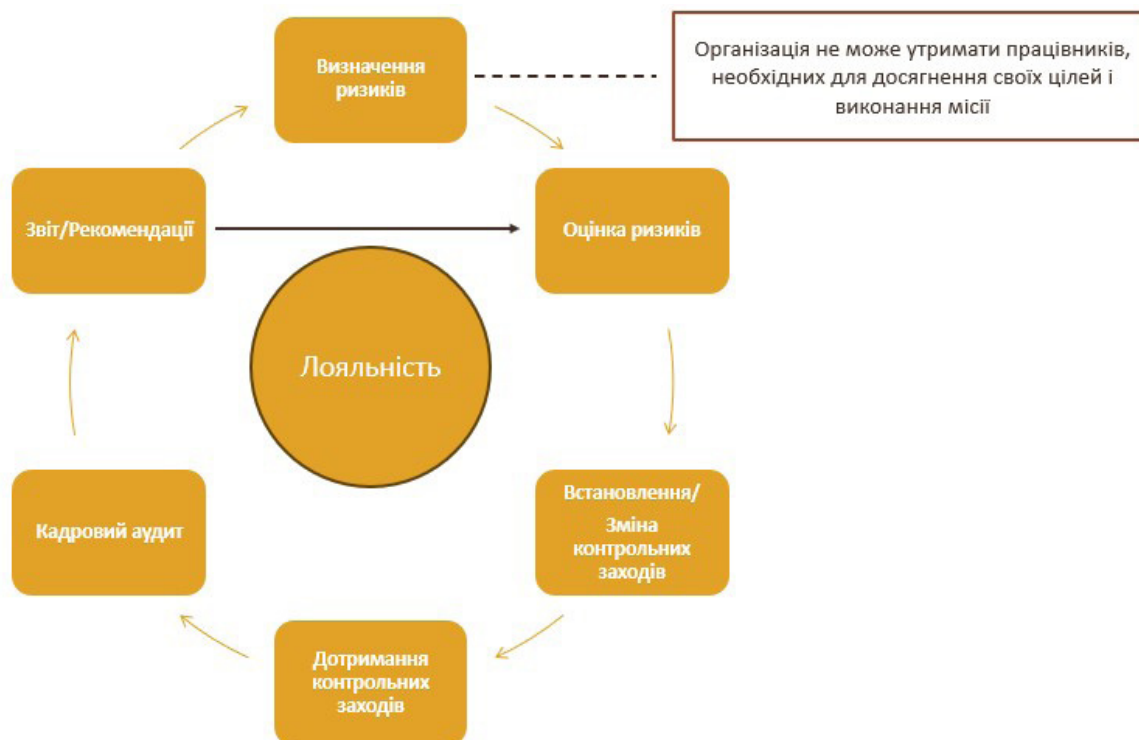 Визначення
ризиків
Організація не може утримати працівників,
необхідних для досягнення своїх цілей і
виконання місії
Звіт/Рекомендації
Оцінка ризиків
Лояльність
Кадровий аудит
Встановлення/
Зміна
контрольних
заходів
Дотримання
контрольних
заходів